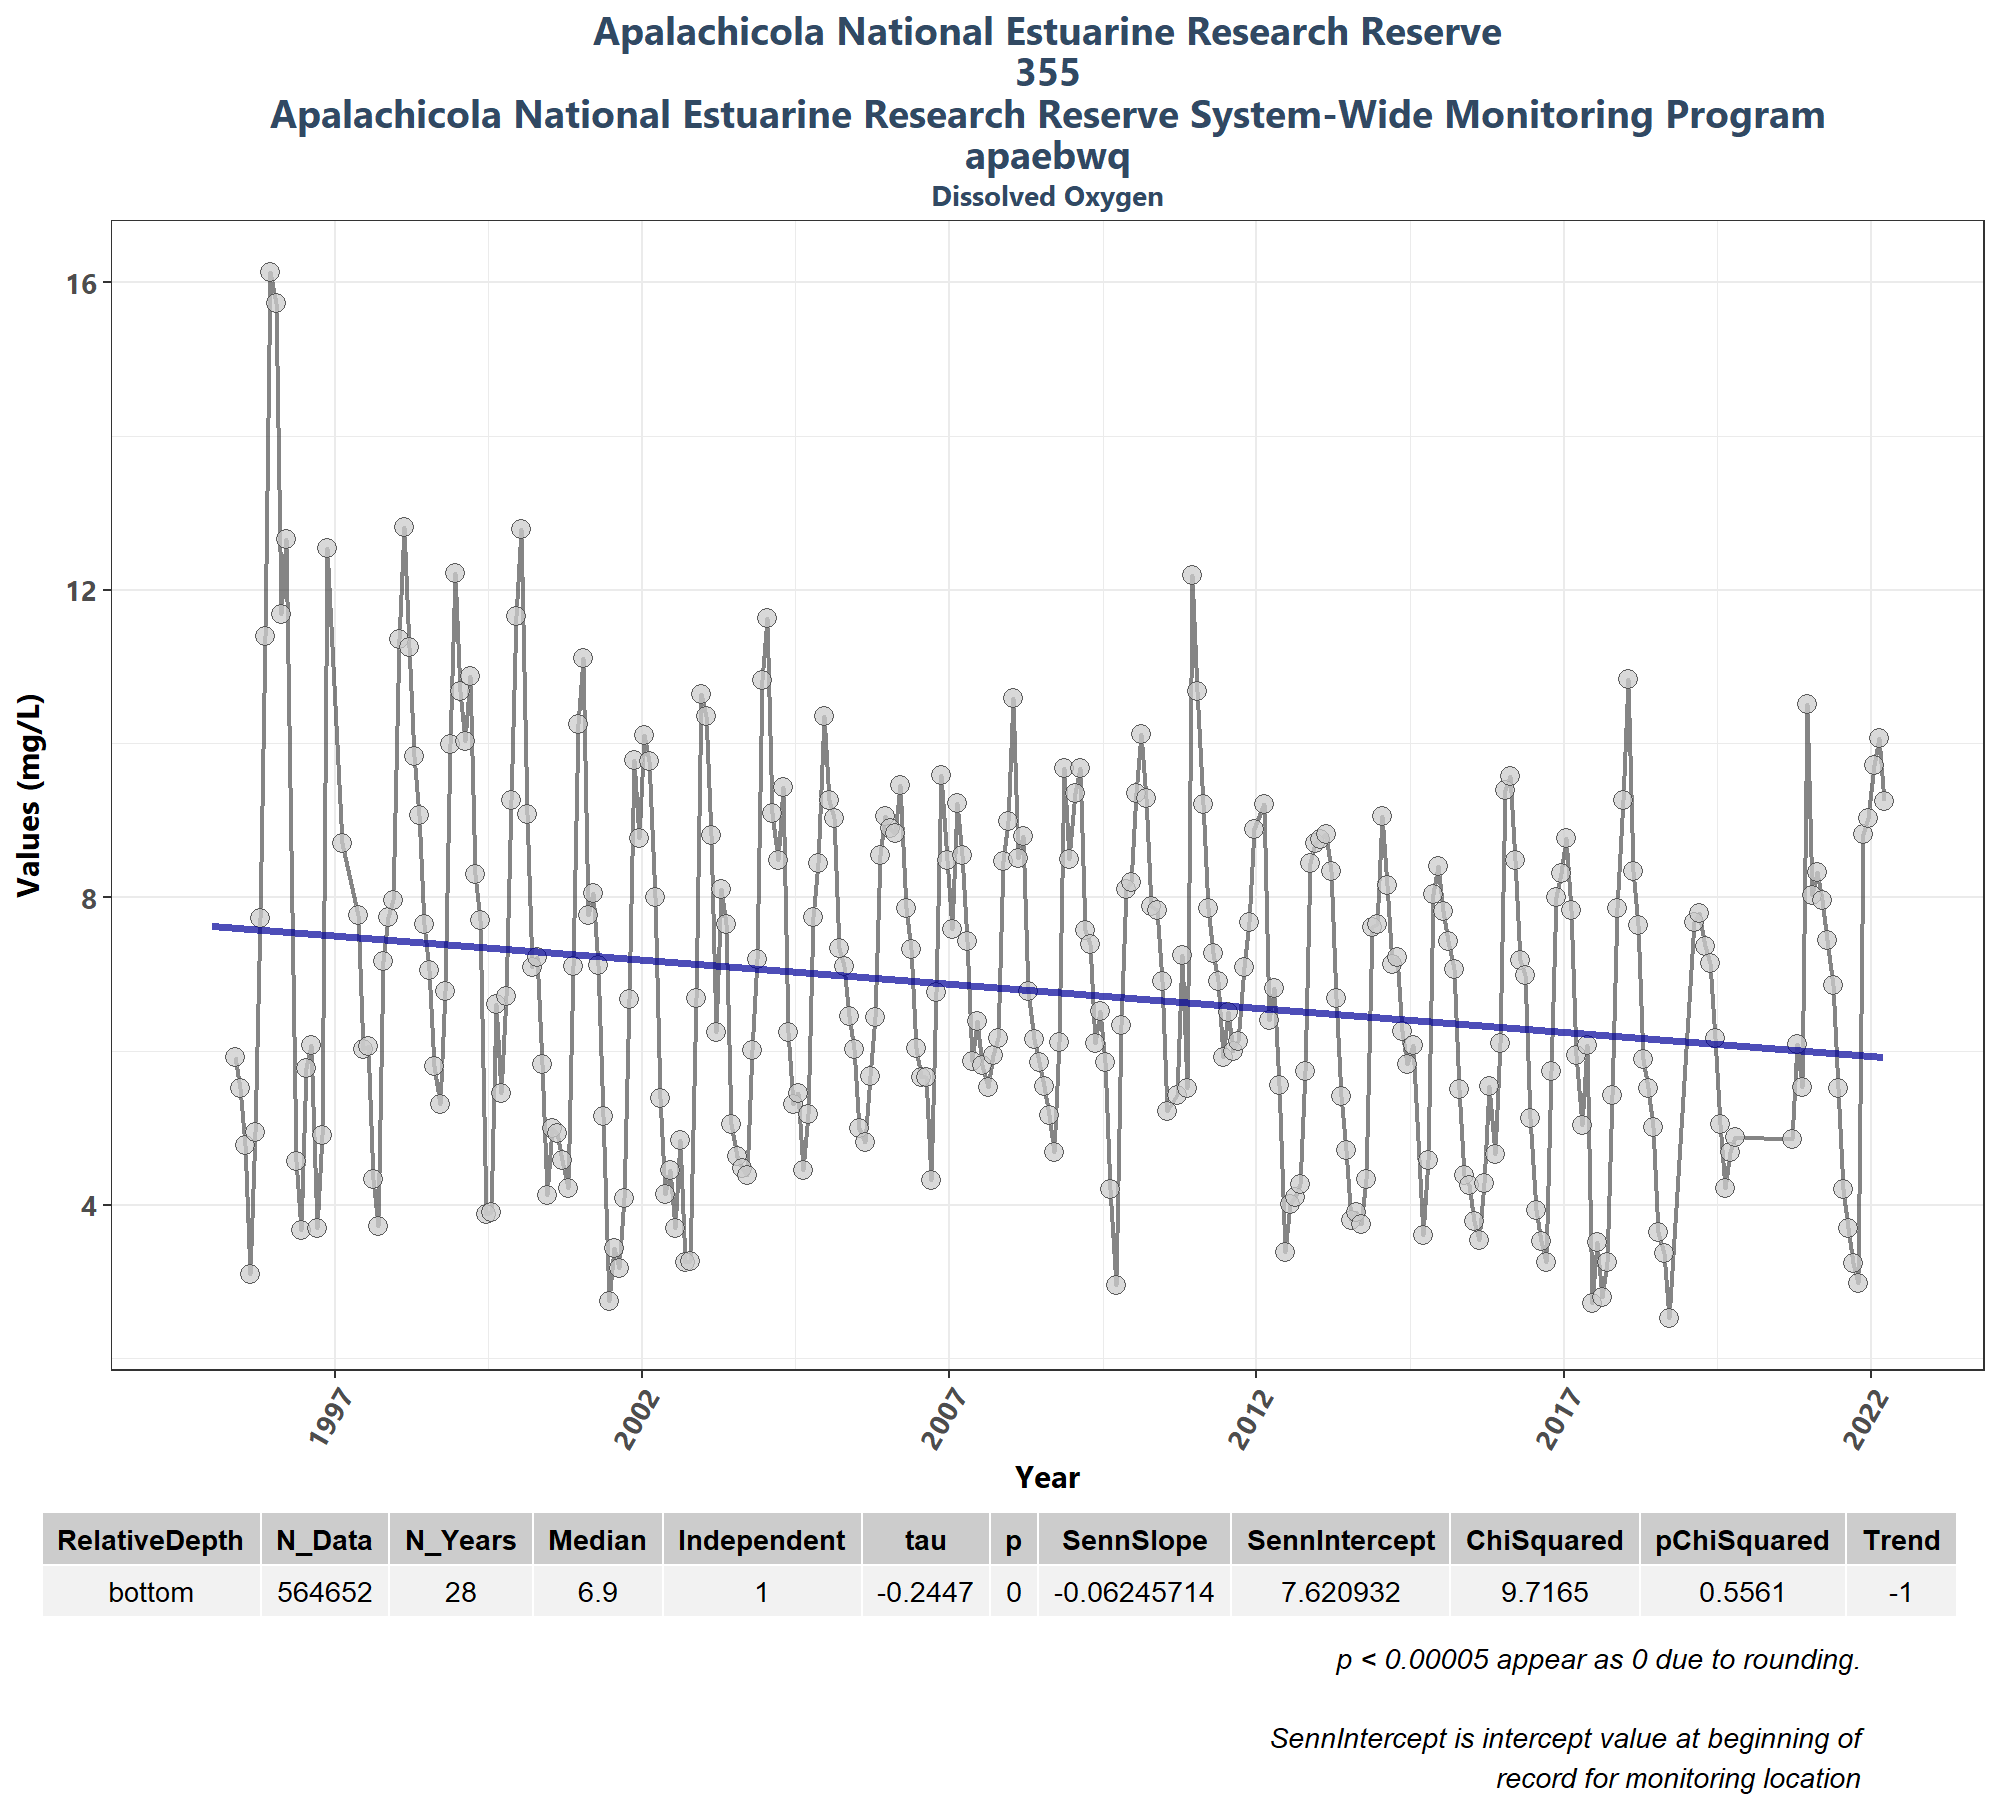 Apalachicola National Estuarine Research Reserve
355
Apalachicola National Estuarine Research Reserve System-Wide Monitoring Program
apaebwq
Dissolved Oxygen
Values (mg/L)
16
12
8
4
1997 2002 2007 2012 2017 2022
Year
RelativeDepth N_Data N_Years Median Independent tau p SennSlope SennIntercept ChiSquared pChiSquared Trend
bottom 564652 28 6.9 1 -0.2447 0 -0.06245714 7.620932 9.7165 0.5561 -1
p < 0.00005 appear as 0 due to rounding.
SennIntercept is intercept value at beginning of
record for monitoring location